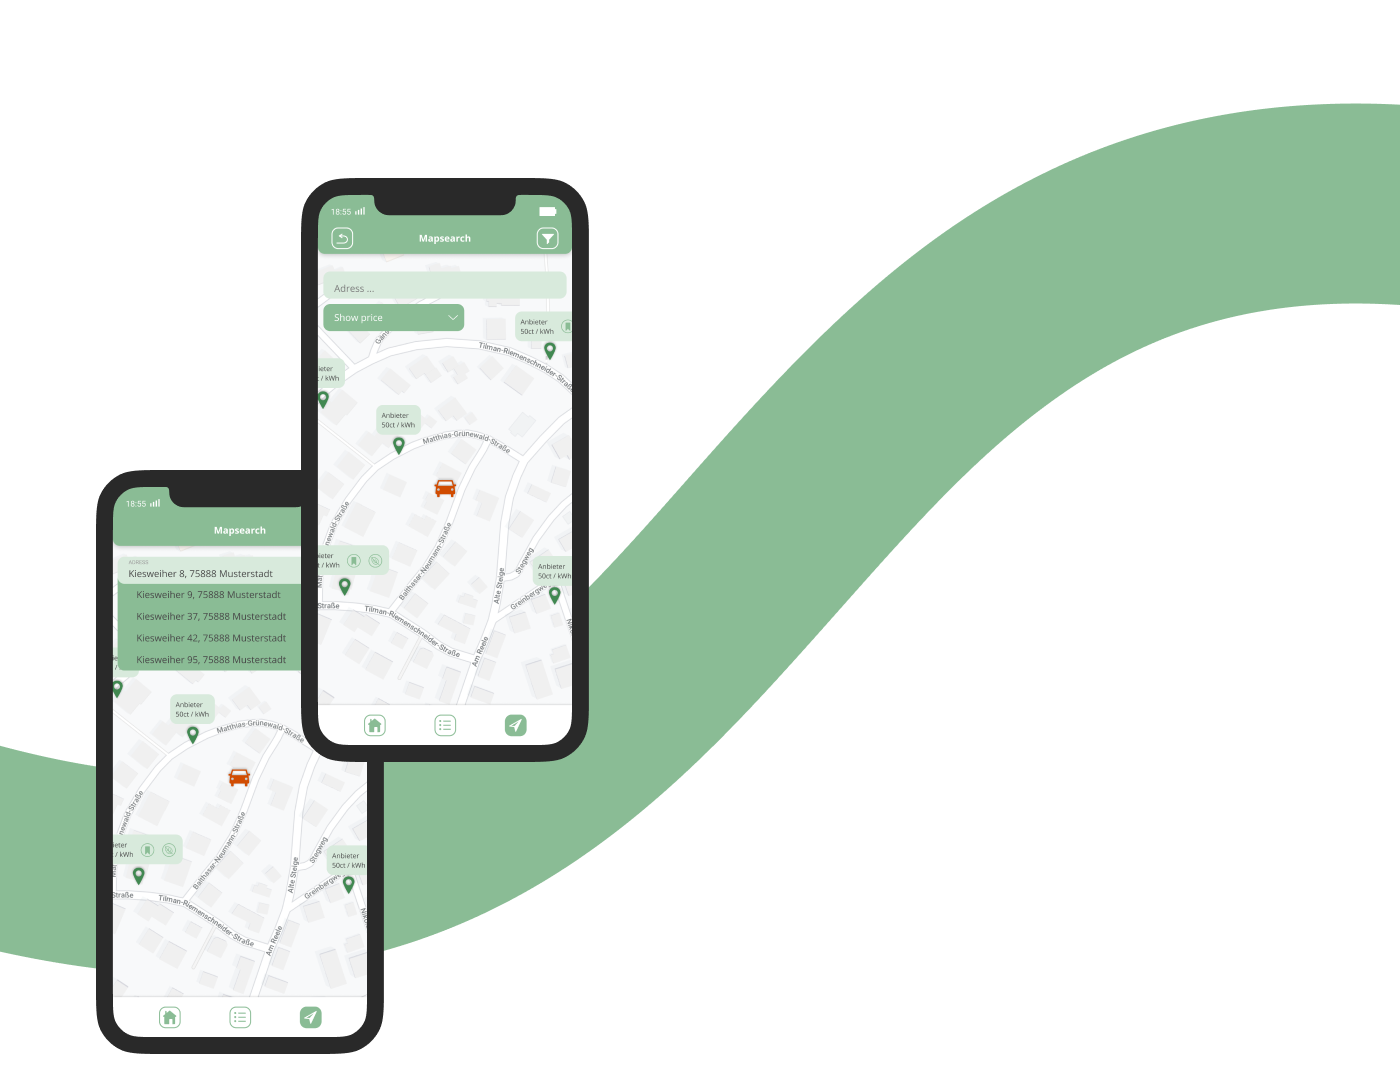 18:55
Mapsearch
Adress ...
Show price
Anbieter
50ct / kWh
Gäns
Tilman-Riemenschneider-Straße
ieter
t / kWh
Anbieter
50ct / kWh
Matthias-Grünewald-Straße
newald-Straße
Balthasar-Neumann-Straße
ieter
t / kWh
Stegweg
Alte Steige
Anbieter
50ct / kWh
Greinbergwe
Straße
Tilman-Riemenschneider-Straße
Am Reele
18:55
Mapsearch
ADRESS
Kiesweiher 8, 75888 Musterstadt
Kiesweiher 9, 75888 Musterstadt
Kiesweiher 37, 75888 Musterstadt
Kiesweiher 42, 75888 Musterstadt
Kiesweiher 95, 75888 Musterstadt
Anbieter
50ct / kWh
Matthias-Grünewald-Straße
newald-Straße
Balthasar-Neumann-Straße
ieter
t / kWh
Stegweg
Alte Steige
Anbieter
50ct / kWh
Greinbergwe
Straße
Tilman-Riemenschneider-Straße
Am Reele